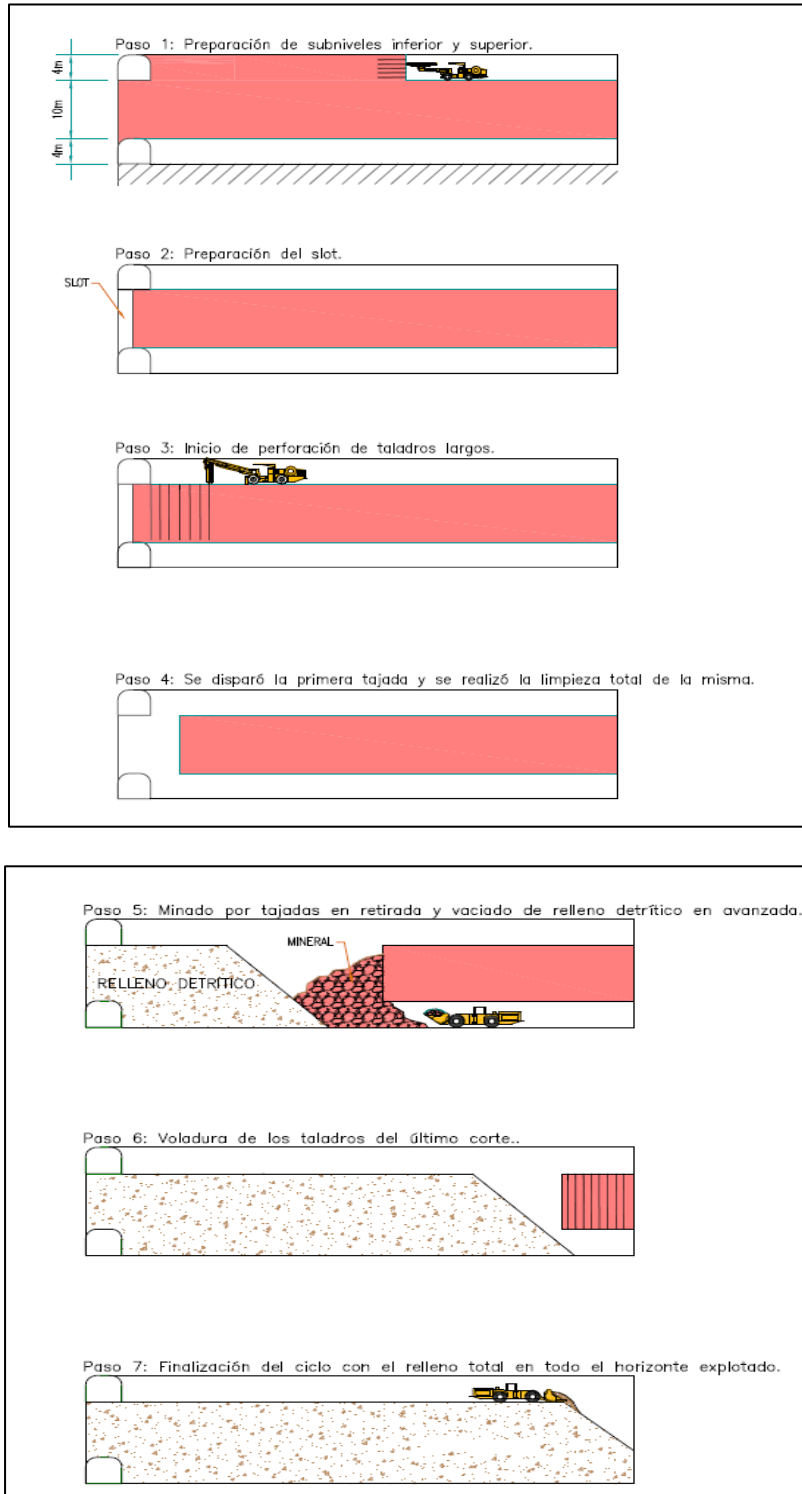 Paso 1: Preparación de subniveles inferior y superior.
4m
10m
4m
Paso 2: Preparación del slot.
SLOT
Paso 3: Inicio de perforación de taladros largos.
Paso 4: Se disparó la primera tajada y se realizó la limpieza total de la misma.
Paso 5: Minado por tajadas en retirada y vaciado de relleno detrítico en avanzada.
MINERAL
RELLENO DETRÍTICO
Paso 6: Voladura de los taladros del último corte..
Paso 7: Finalización del ciclo con el relleno total en todo el horizonte explotado.